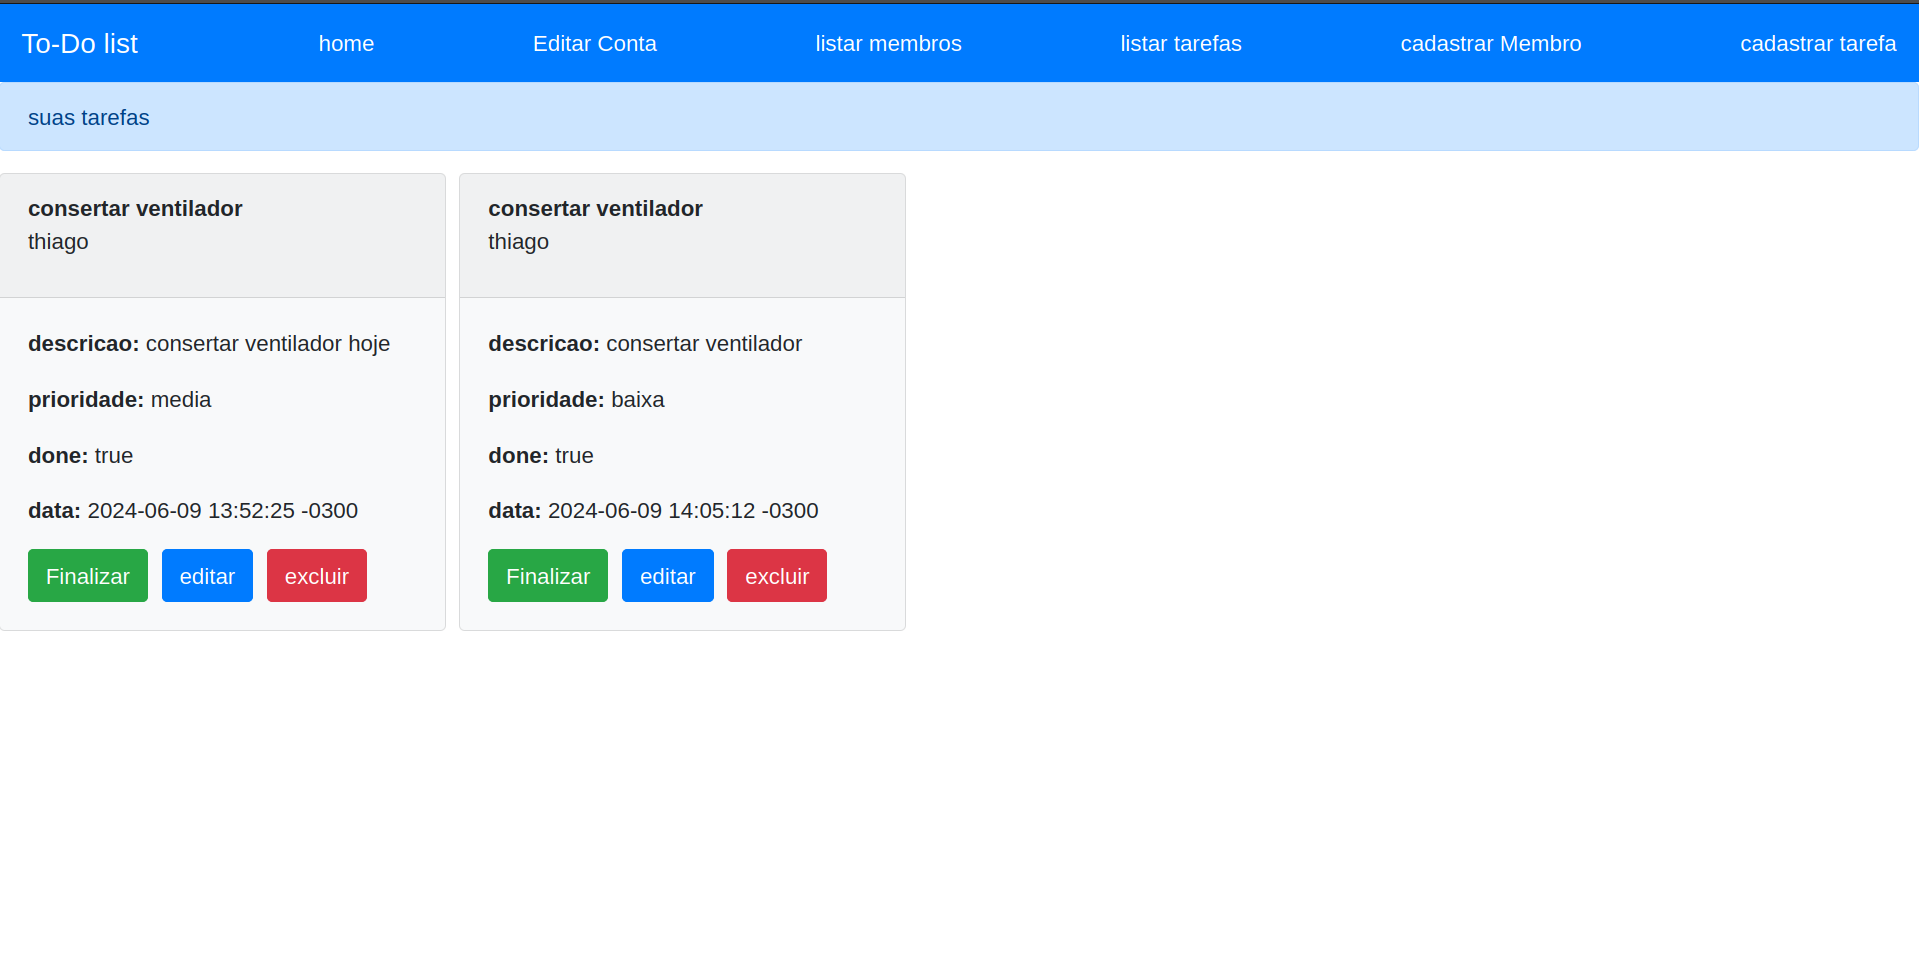 To-Do list home Editar Conta listar membros listar tarefas cadastrar Membro cadastrar tarefa
suas tarefas
consertar ventilador
thiago
descricao: consertar ventilador hoje
prioridade: media
done: true
data: 2024-06-09 13:52:25 -0300
Finalizar editar excluir
consertar ventilador
thiago
descricao: consertar ventilador
prioridade: baixa
done: true
data: 2024-06-09 14:05:12 -0300
Finalizar editar excluir